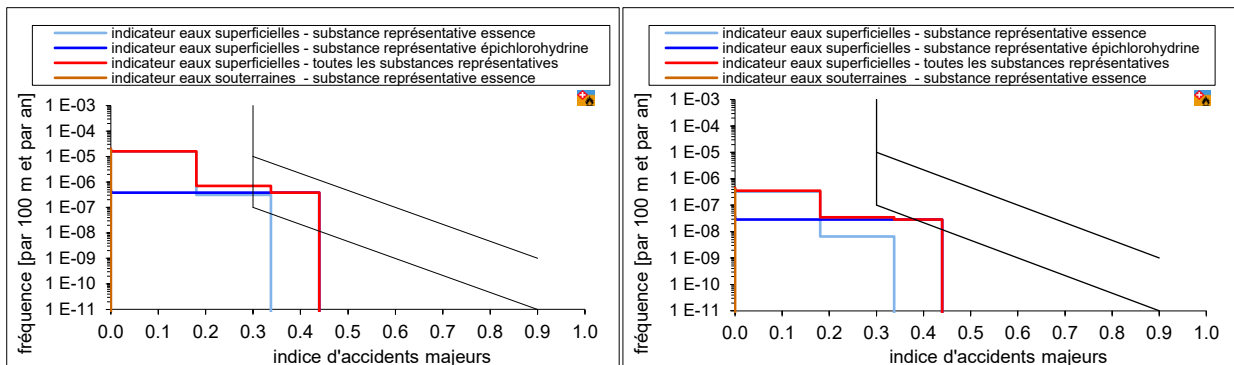 indicateur eaux superficielles - substance représentative essence
indicateur eaux superficielles - substance représentative épichlorohydrine
indicateur eaux superficielles - toutes les substances représentatives
indicateur eaux souterraines - substance représentative essence
fréquence [par 100 m et par an]
1 E-03
1 E-04
1 E-05
1 E-06
1 E-07
1 E-08
1 E-09
1 E-10
1 E-11
0.0 0.1 0.2 0.3 0.4 0.5 0.6 0.7 0.8 0.9 1.0
indice d'accidents majeurs
indicateur eaux superficielles - substance représentative essence
indicateur eaux superficielles - substance représentative épichlorohydrine
indicateur eaux superficielles - toutes les substances représentatives
indicateur eaux souterraines - substance représentative essence
fréquence [par 100 m et par an]
1 E-03
1 E-04
1 E-05
1 E-06
1 E-07
1 E-08
1 E-09
1 E-10
1 E-11
0.0 0.1 0.2 0.3 0.4 0.5 0.6 0.7 0.8 0.9 1.0
indice d'accidents majeurs